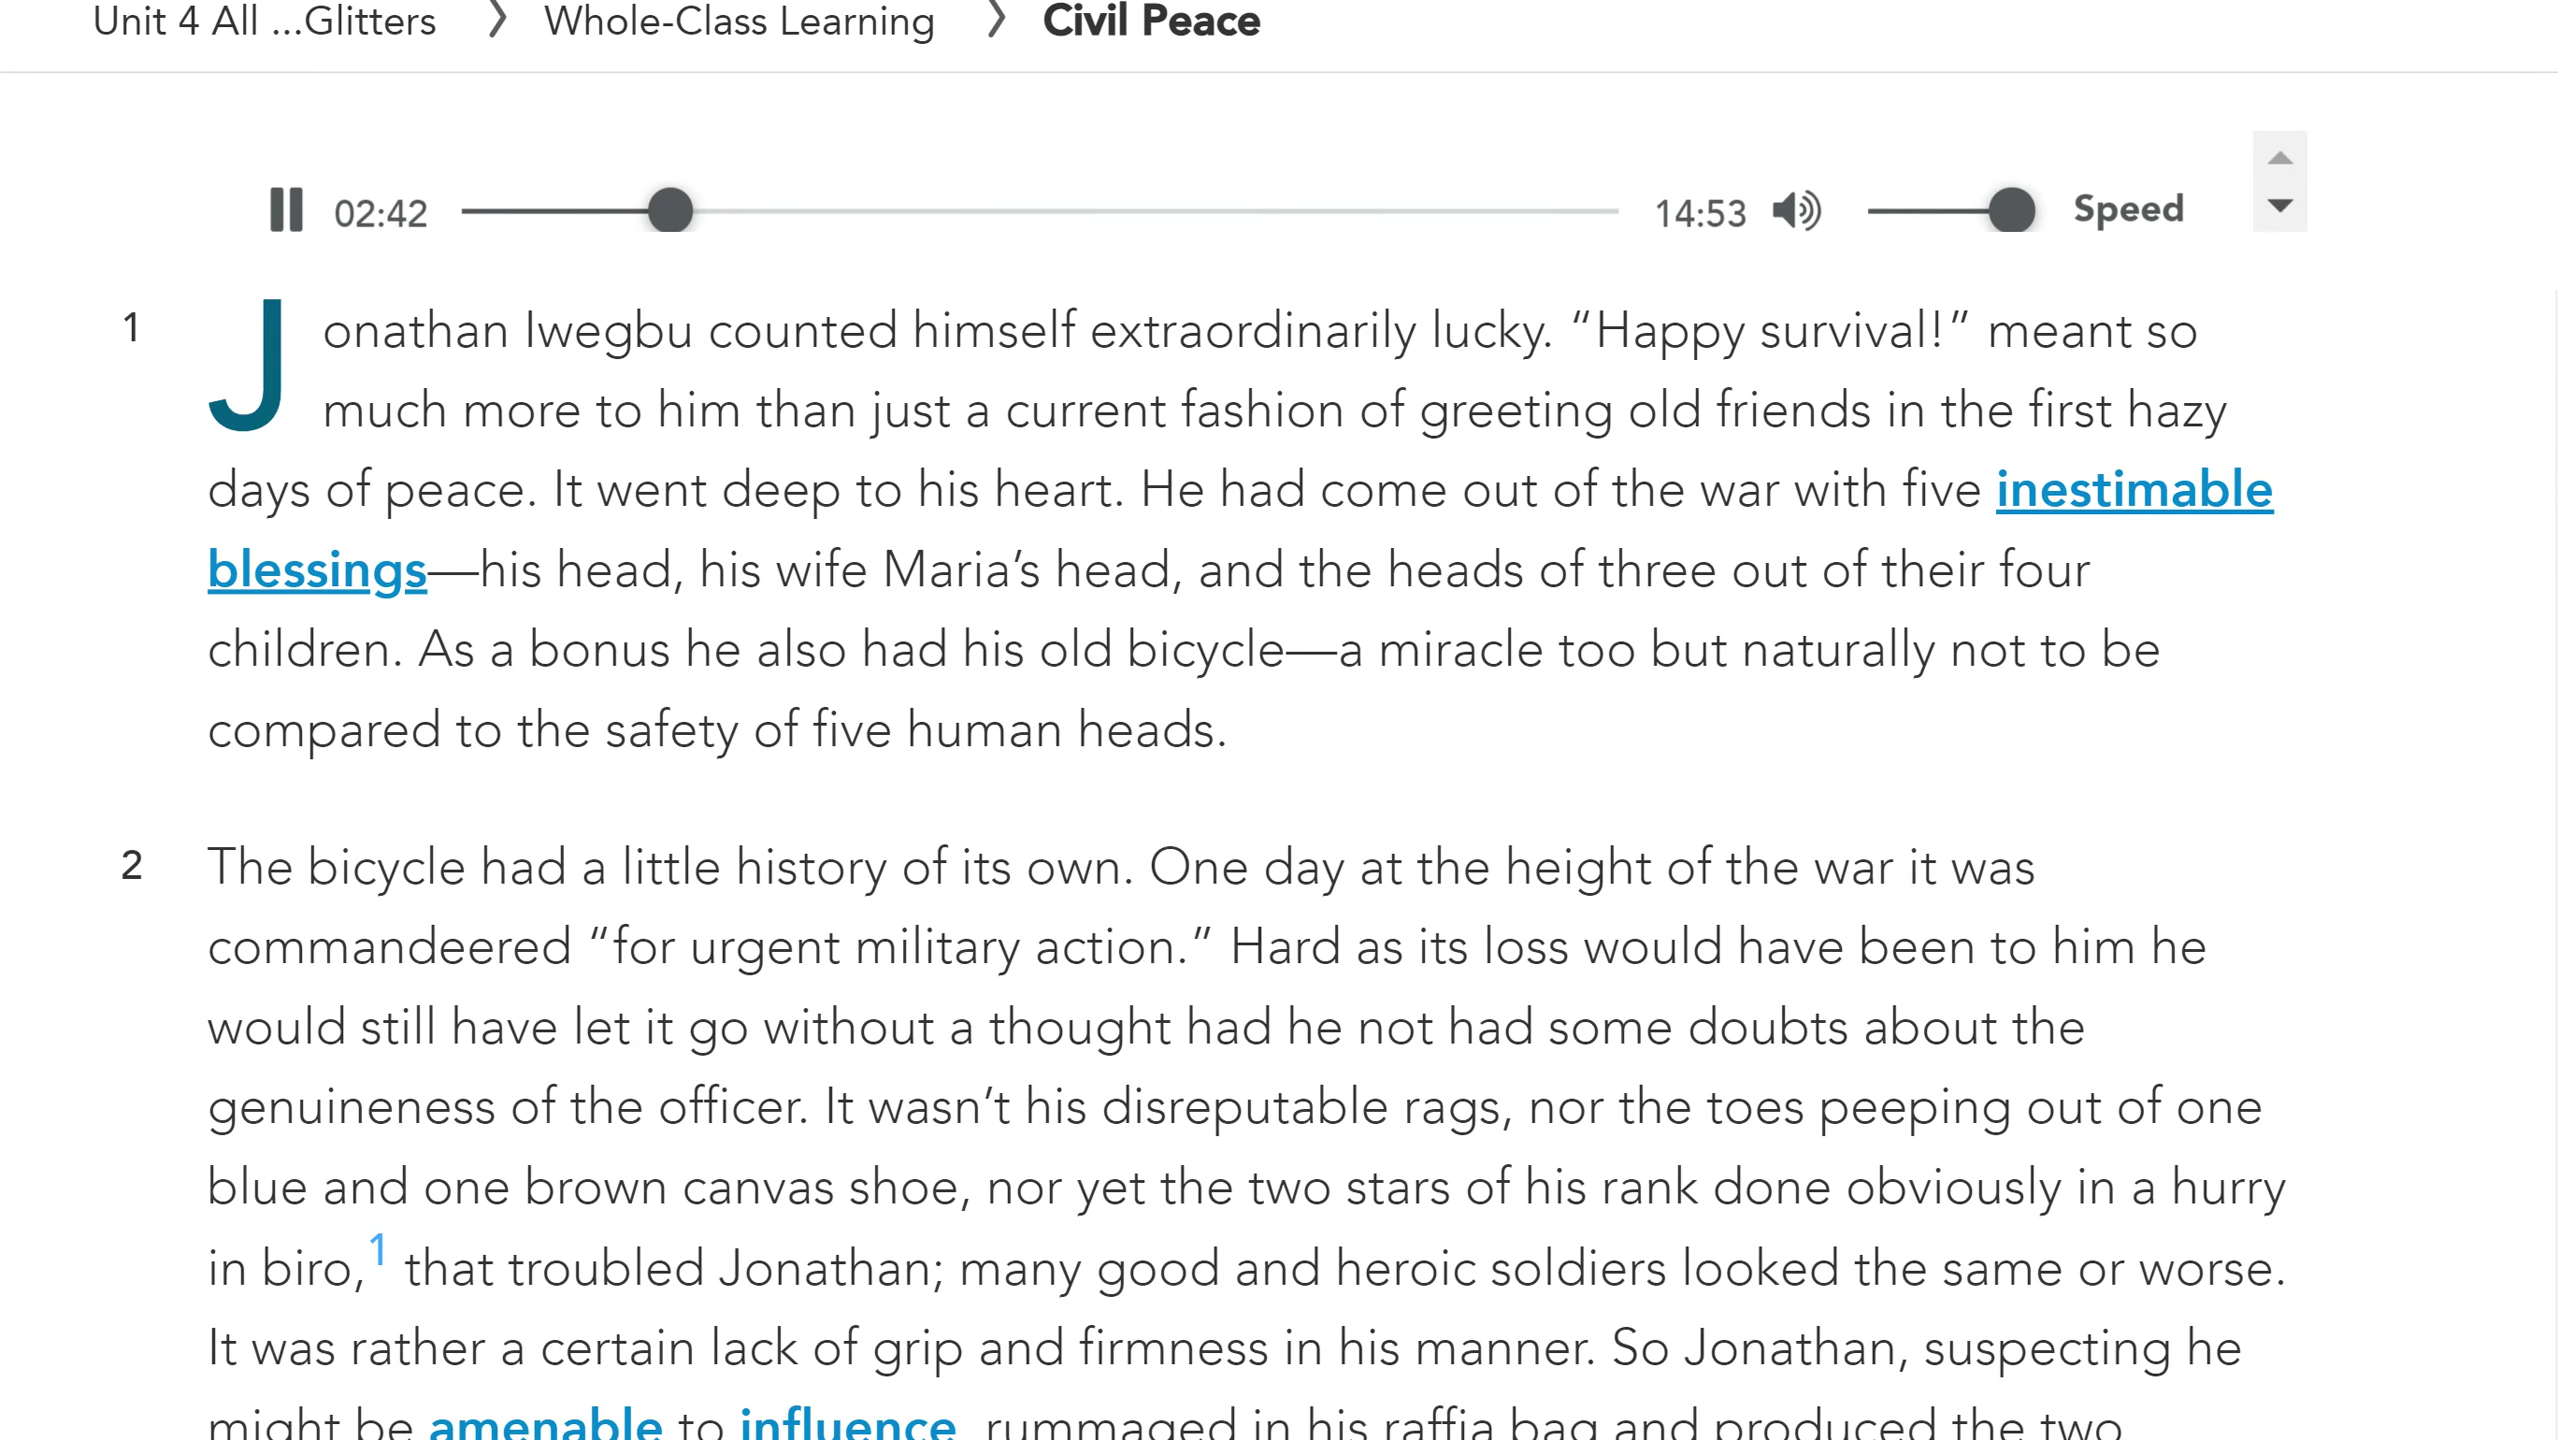 Unit 4 All ...Glitters > Whole-Class Learning > Civil Peace
02:42 14:53 Speed
1 Jonathan Iwegbu counted himself extraordinarily lucky. “Happy survival!” meant so
much more to him than just a current fashion of greeting old friends in the first hazy
days of peace. It went deep to his heart. He had come out of the war with five inestimable
blessings—his head, his wife Maria’s head, and the heads of three out of their four
children. As a bonus he also had his old bicycle—a miracle too but naturally not to be
compared to the safety of five human heads.
2 The bicycle had a little history of its own. One day at the height of the war it was
commandeered “for urgent military action.” Hard as its loss would have been to him he
would still have let it go without a thought had he not had some doubts about the
genuineness of the officer. It wasn’t his disreputable rags, nor the toes peeping out of one
blue and one brown canvas shoe, nor yet the two stars of his rank done obviously in a hurry
in biro,1 that troubled Jonathan; many good and heroic soldiers looked the same or worse.
It was rather a certain lack of grip and firmness in his manner. So Jonathan, suspecting he
might be amenable to influence, rummaged in his raffia bag and produced the two